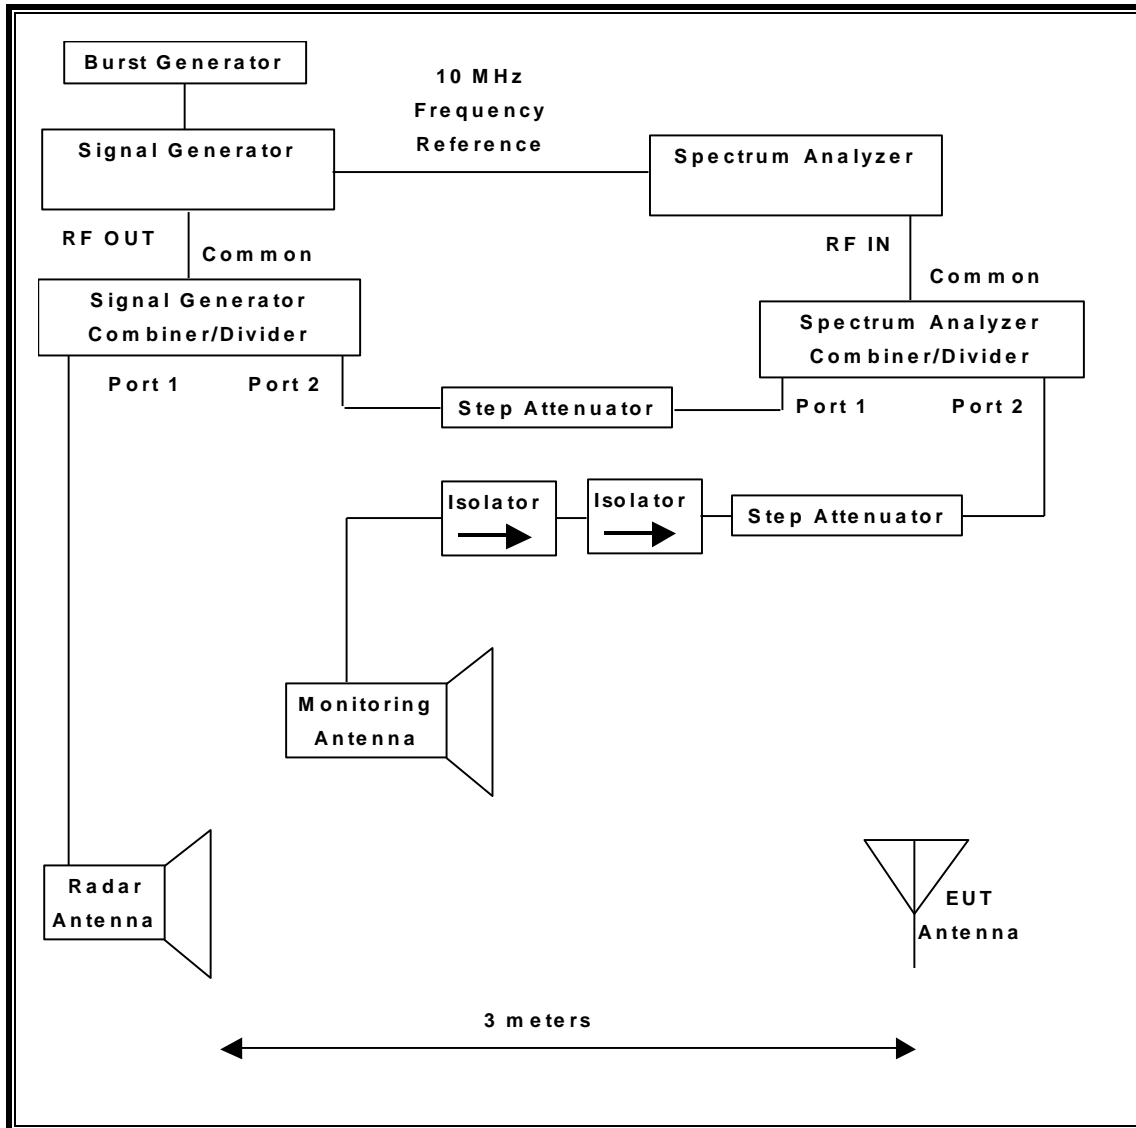 Burst Generator
10 MHz
Frequency
Reference
Signal Generator
Spectrum Analyzer
RF OUT
Common
RF IN
Common
Signal Generator
Combiner/Divider
Spectrum Analyzer
Combiner/Divider
Port 1
Port 2
Step Attenuator
Port 1
Port 2
Isolator
Isolator
Step Attenuator
Monitoring
Antenna
Radar
Antenna
EUT
Antenna
3 meters